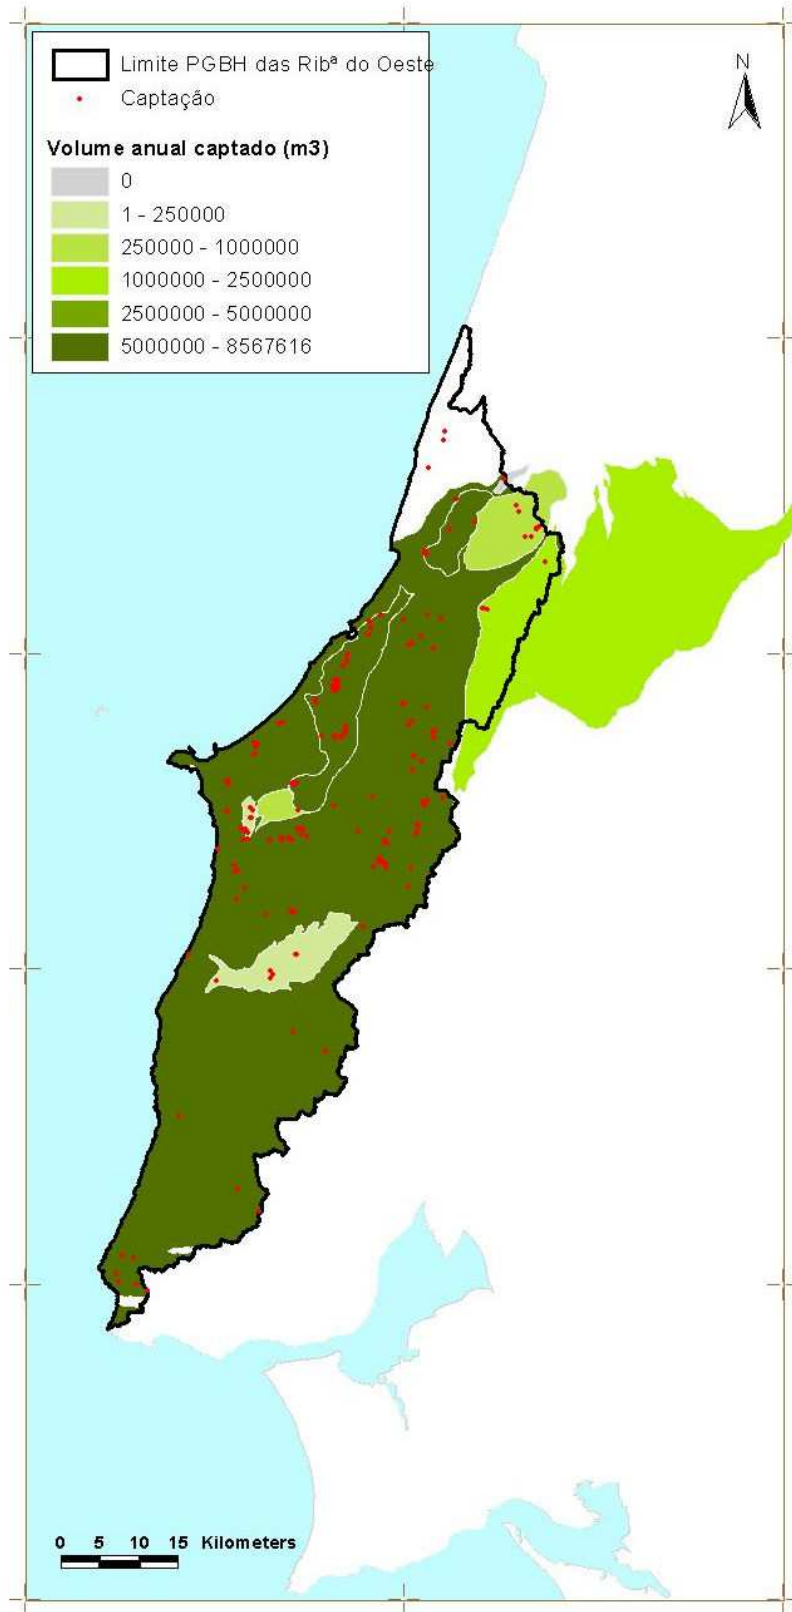 Limite PGBH das Ribª do Oeste
Captação
Volume anual captado (m3)
0
1 - 250000
250000 - 1000000
1000000 - 2500000
2500000 - 5000000
5000000 - 8567616
N
0 5 10 15 Kilometers